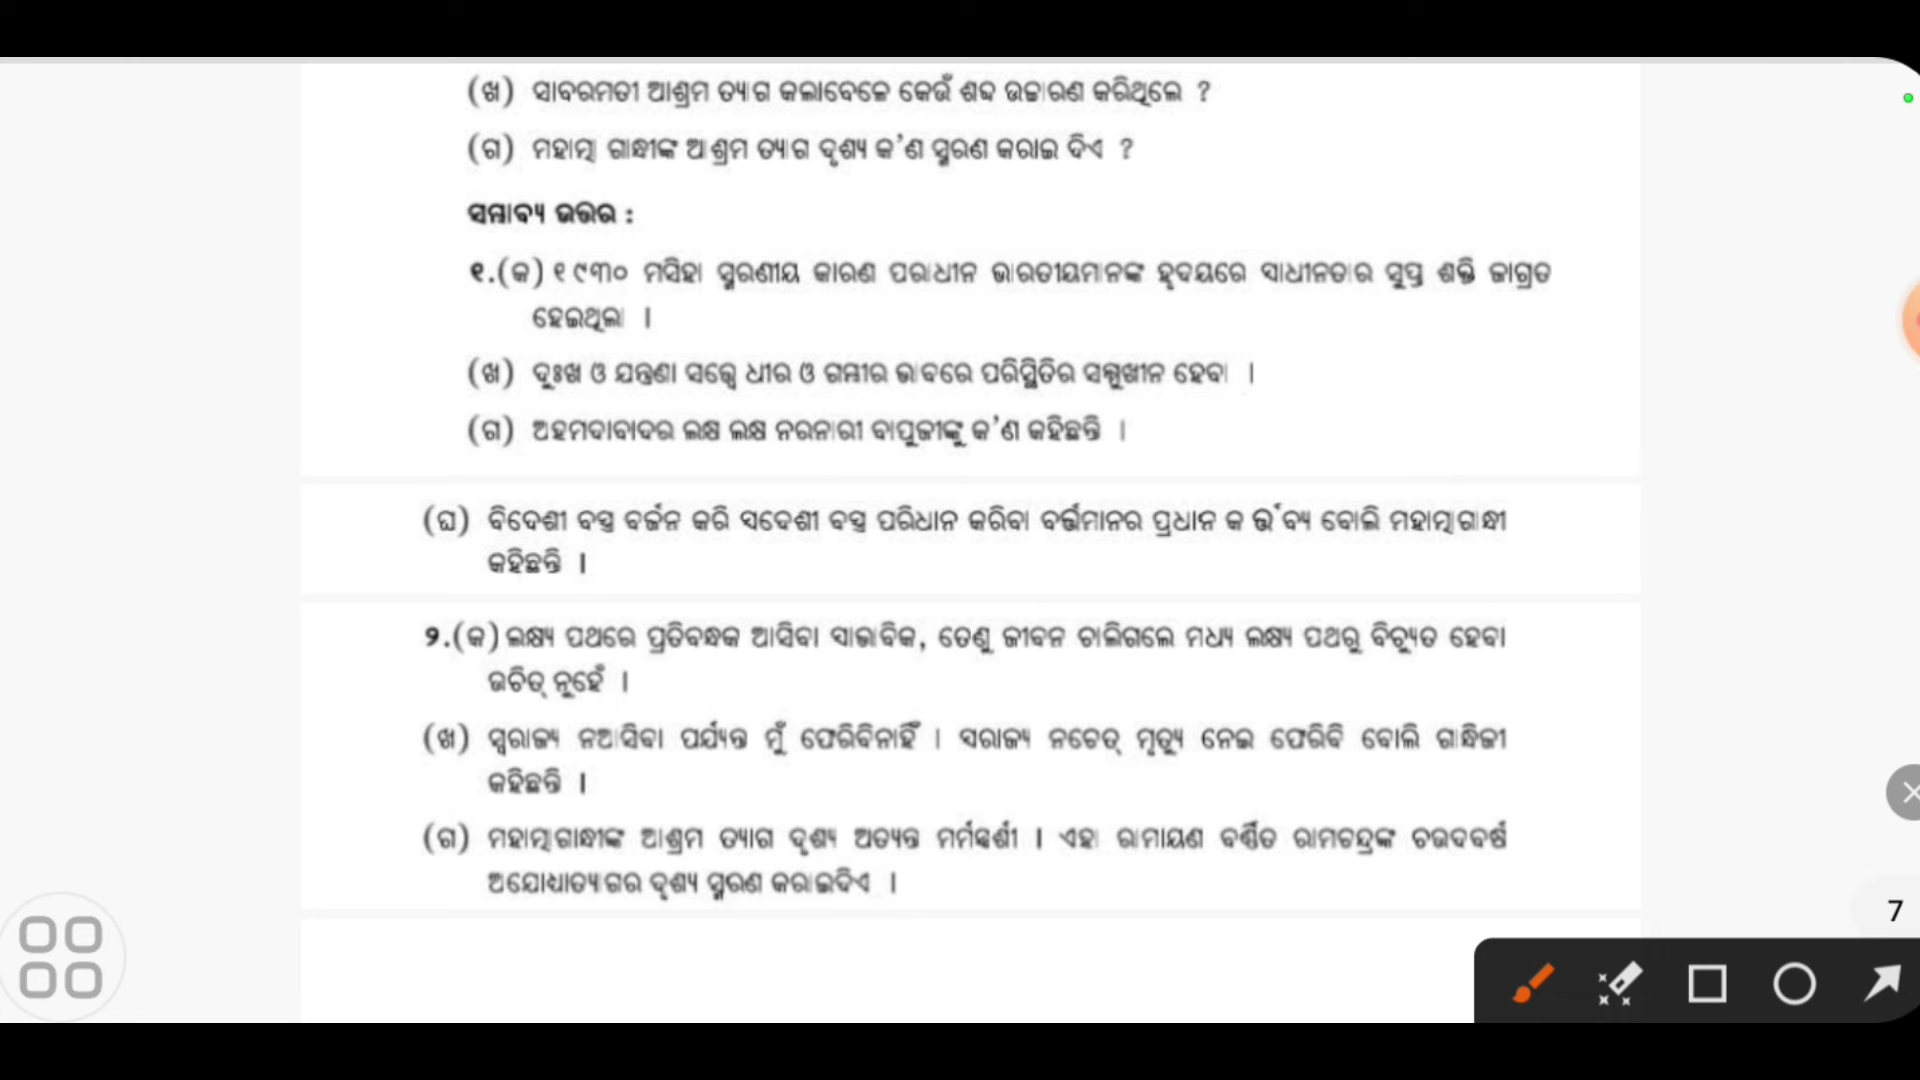 (ଖ) ସାବରମତୀ ଆଶ୍ରମ ତ୍ୟାଗ କଲାବେଳେ କେଉଁ ଶବ୍ଦ ଉଚ୍ଚାରଣ କରିଥିଲେ ?
(ଗ) ମହାତ୍ମା ଗାନ୍ଧୀଙ୍କ ଆଶ୍ରମ ତ୍ୟାଗ ଦୃଶ୍ୟ କ'ଣ ସ୍ମରଣ କରାଇ ଦିଏ ?
ସମ୍ଭାବ୍ୟ ଉତ୍ତର :
୧.(କ) ୧୯୩୦ ମସିହା ସ୍ମରଣୀୟ କାରଣ ପରାଧୀନ ଭାରତୀୟମାନଙ୍କ ହୃଦୟରେ ସାଧୀନତାର ସୁପ୍ତ ଶକ୍ତି ଜାଗ୍ରତ
ହେଇଥିଲା ।
(ଖ) ଦୁଃଖ ଓ ଯନ୍ତ୍ରଣା ସତ୍ତ୍ୱେ ଧୀର ଓ ଗମ୍ଭୀର ଭାବରେ ପରିସ୍ଥିତିର ସମ୍ମୁଖୀନ ହେବା ।
(ଗ) ଅହମଦାବାଦର ଲକ୍ଷ ଲକ୍ଷ ନରନାରୀ ବାପୁଜୀଙ୍କୁ କ'ଣ କହିଛନ୍ତି ।
(ଘ) ବିଦେଶୀ ବସ୍ତ୍ର ବର୍ଜନ କରି ସଦେଶୀ ବସ୍ତ୍ର ପରିଧାନ କରିବା ବର୍ତ୍ତମାନର ପ୍ରଧାନ କର୍ତ୍ତବ୍ୟ ବୋଲି ମହାତ୍ମାଗାନ୍ଧୀ
କହିଛନ୍ତି ।
୨.(କ) ଲକ୍ଷ୍ୟ ପଥରେ ପ୍ରତିବନ୍ଧକ ଆସିବା ସାଭାବିକ, ତେଣୁ ଜୀବନ ଚାଲିଗଲେ ମଧ୍ୟ ଲକ୍ଷ୍ୟ ପଥରୁ ବିଚ୍ୟୁତ ହେବା
ଉଚିତ୍ ନୁହେଁ ।
(ଖ) ସ୍ୱରାଜ୍ୟ ନଆସିବା ପର୍ଯ୍ୟନ୍ତ ମୁଁ ଫେରିବିନାହିଁ । ସରାଜ୍ୟ ନଚେତ୍ ମୃତ୍ୟୁ ନେଇ ଫେରିବି ବୋଲି ଗାନ୍ଧିଜୀ
କହିଛନ୍ତି ।
(ଗ) ମହାତ୍ମାଗାନ୍ଧୀଙ୍କ ଆଶ୍ରମ ତ୍ୟାଗ ଦୃଶ୍ୟ ଅତ୍ୟନ୍ତ ମର୍ମସ୍ପର୍ଶୀ । ଏହା ରାମାୟଣ ବର୍ଣ୍ଣିତ ରାମଚନ୍ଦ୍ରଙ୍କ ଚଉଦବର୍ଷ
ଅଯୋଧ୍ୟାତ୍ୟାଗର ଦୃଶ୍ୟ ସ୍ମରଣ କରାଇଦିଏ ।
7